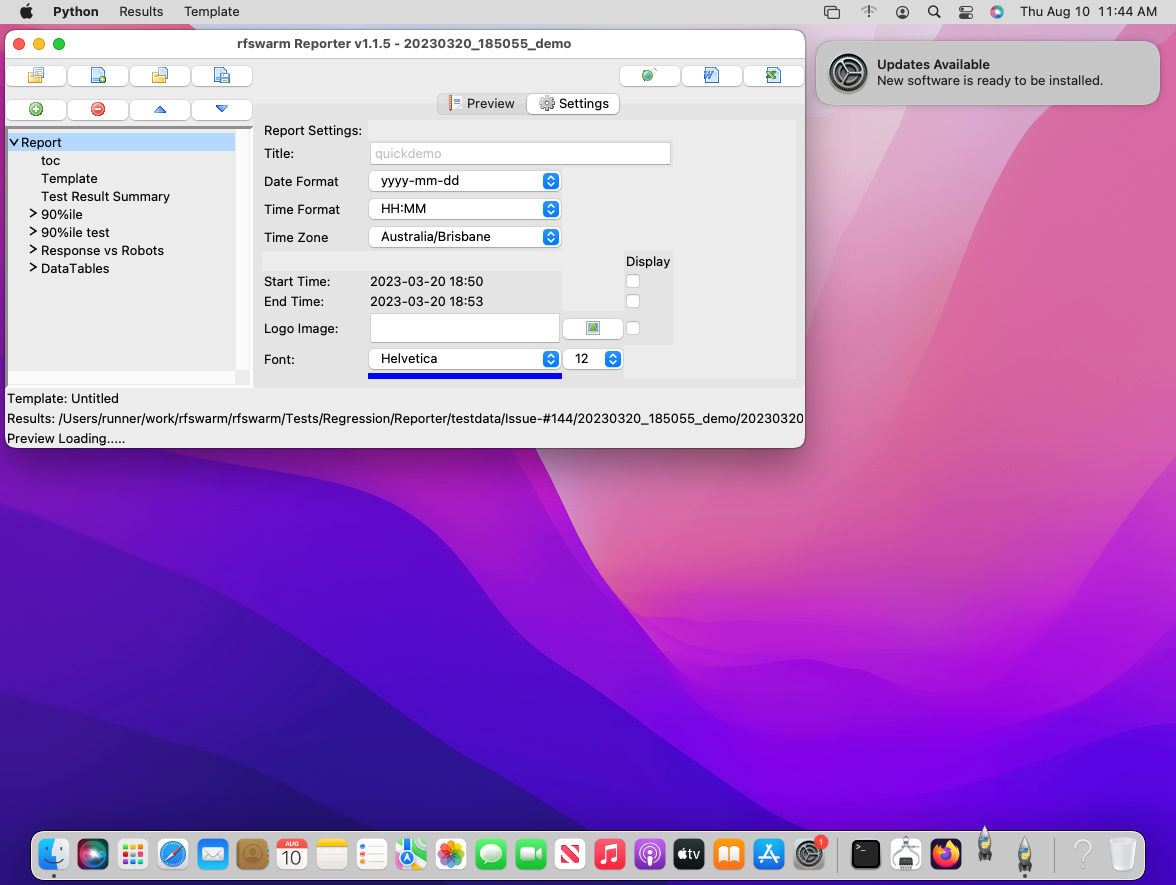 Python Results Template Thu Aug 10 11:44 AM
rfswarm Reporter v1.1.5 - 20230320_185055_demo
Updates Available
New software is ready to be installed.
Preview Settings
Report
toc
Template
Test Result Summary
90%ile
90%ile test
Response vs Robots
DataTables
Report Settings:
Title: quickdemo
Date Format yyyy-mm-dd
Time Format HH:MM
Time Zone Australia/Brisbane
Display
Start Time: 2023-03-20 18:50
End Time: 2023-03-20 18:53
Logo Image:
Font: Helvetica 12
Template: Untitled
Results: /Users/runner/work/rfswarm/rfswarm/Tests/Regression/Reporter/testdata/Issue-#144/20230320_185055_demo/20230320
Preview Loading.....
AUG
10
tv
1